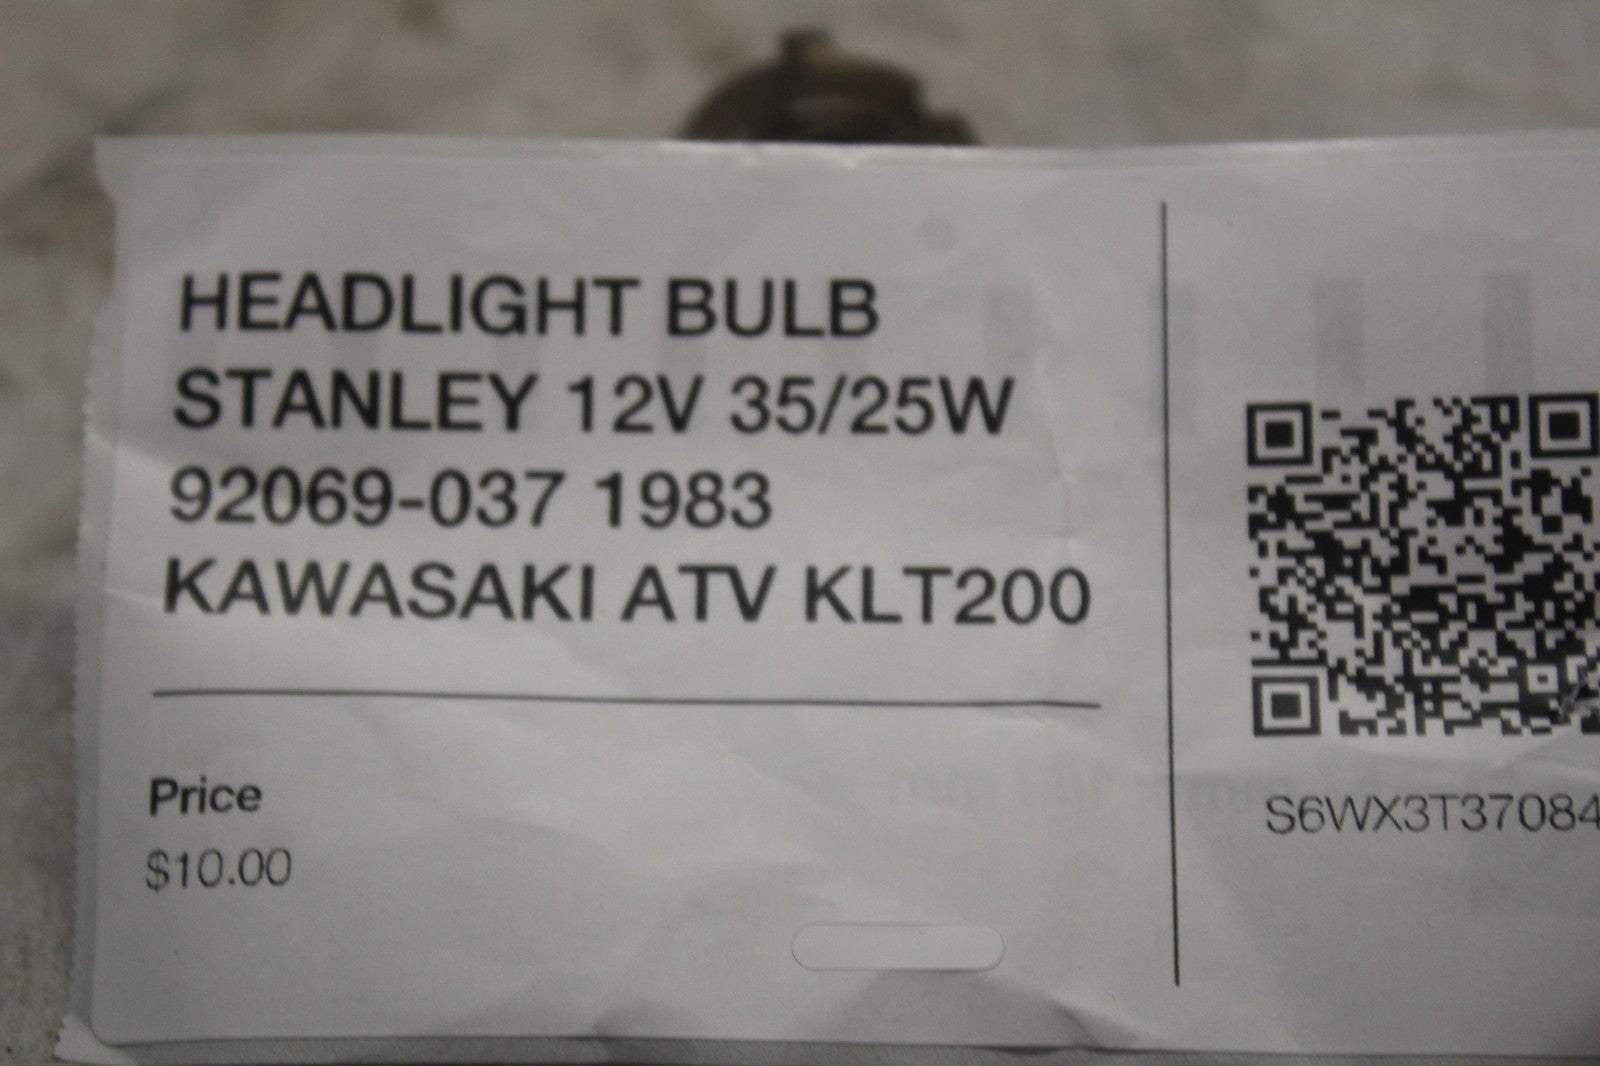 HEADLIGHT BULB
STANLEY 12V 35/25W
92069-037 1983
KAWASAKI ATV KLT200
Price
$10.00
S6WX3T37084